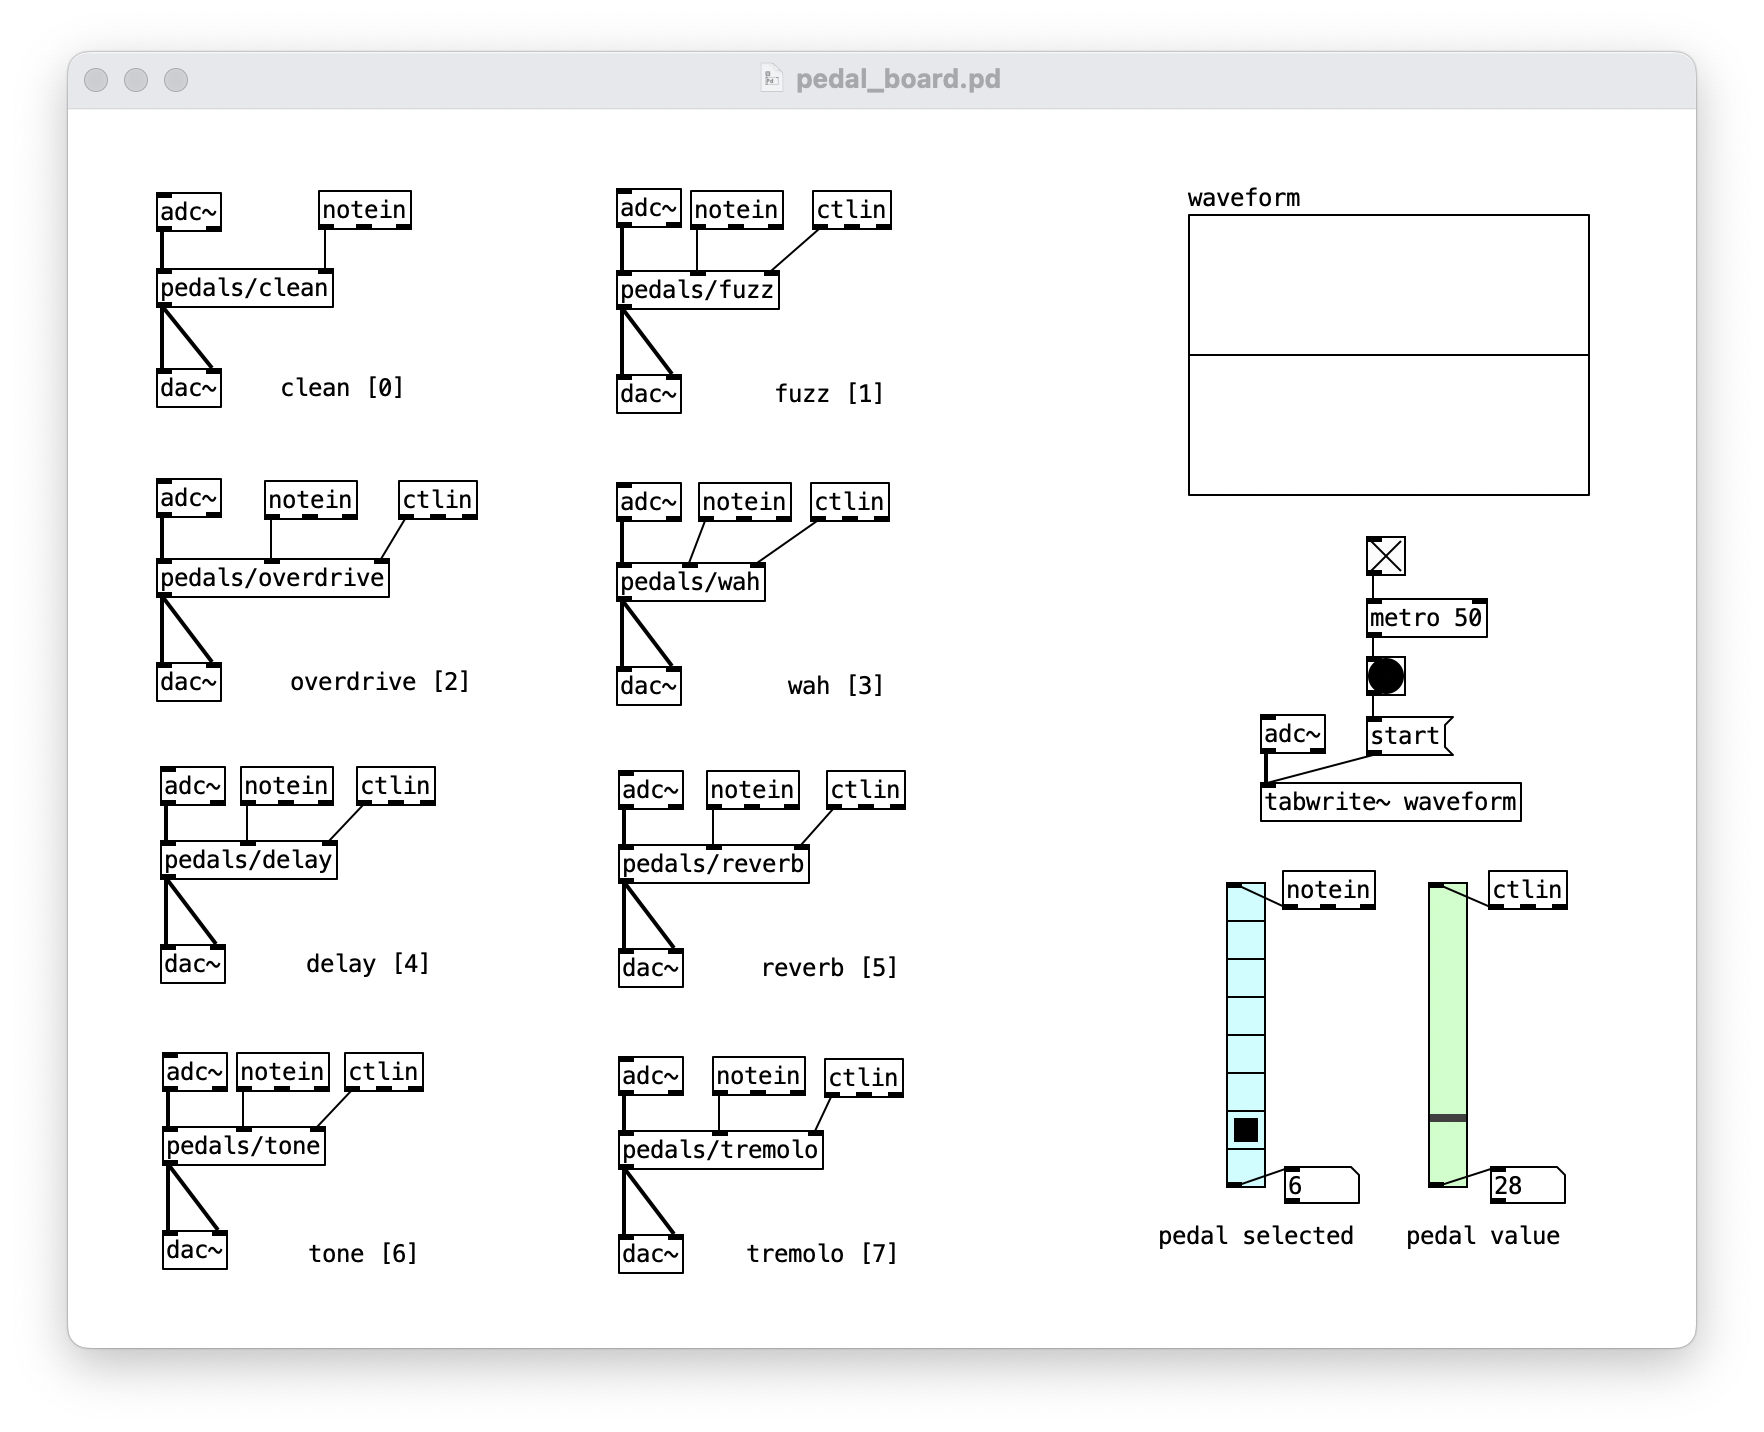 pedal_board.pd
adc~ notein
pedals/clean
dac~ clean [0]
adc~ notein ctlin
pedals/fuzz
dac~ fuzz [1]
adc~ notein ctlin
pedals/overdrive
dac~ overdrive [2]
adc~ notein ctlin
pedals/wah
dac~ wah [3]
adc~ notein ctlin
pedals/delay
dac~ delay [4]
adc~ notein ctlin
pedals/reverb
dac~ reverb [5]
adc~ notein ctlin
pedals/tone
dac~ tone [6]
adc~ notein ctlin
pedals/tremolo
dac~ tremolo [7]
waveform
metro 50
adc~ start
tabwrite~ waveform
notein ctlin
6 28
pedal selected pedal value